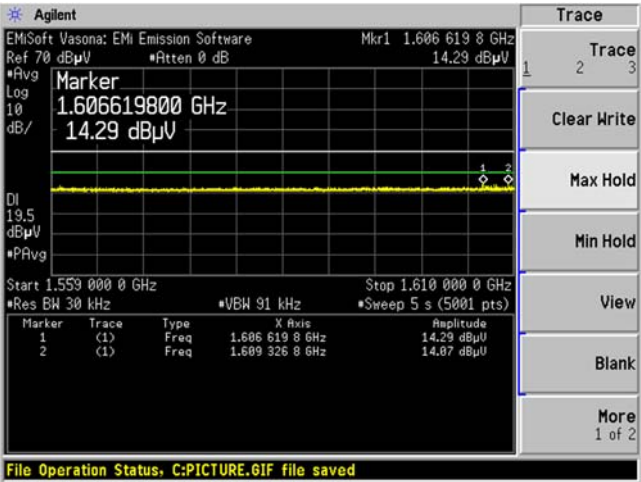 Agilent
Trace
EMiSoft Vasona: EMi Emission Software
Mkr1 1.606 619 8 GHz
Ref 70 dBµV #Atten 0 dB 14.29 dBµV
#Avg
Log
10
dB/
Marker
1.606619800 GHz
14.29 dBµV
1 2
DI
19.5
dBµV
#PAvg
Start 1.559 000 0 GHz Stop 1.610 000 0 GHz
#Res BW 30 kHz #VBW 91 kHz #Sweep 5 s (5001 pts)
Marker Trace Type X Axis Amplitude
1 (1) Freq 1.606 619 8 GHz 14.29 dBµV
2 (1) Freq 1.609 326 8 GHz 14.07 dBµV
Trace
1 2 3
Clear Write
Max Hold
Min Hold
View
Blank
More
1 of 2
File Operation Status, C:PICTURE.GIF file saved